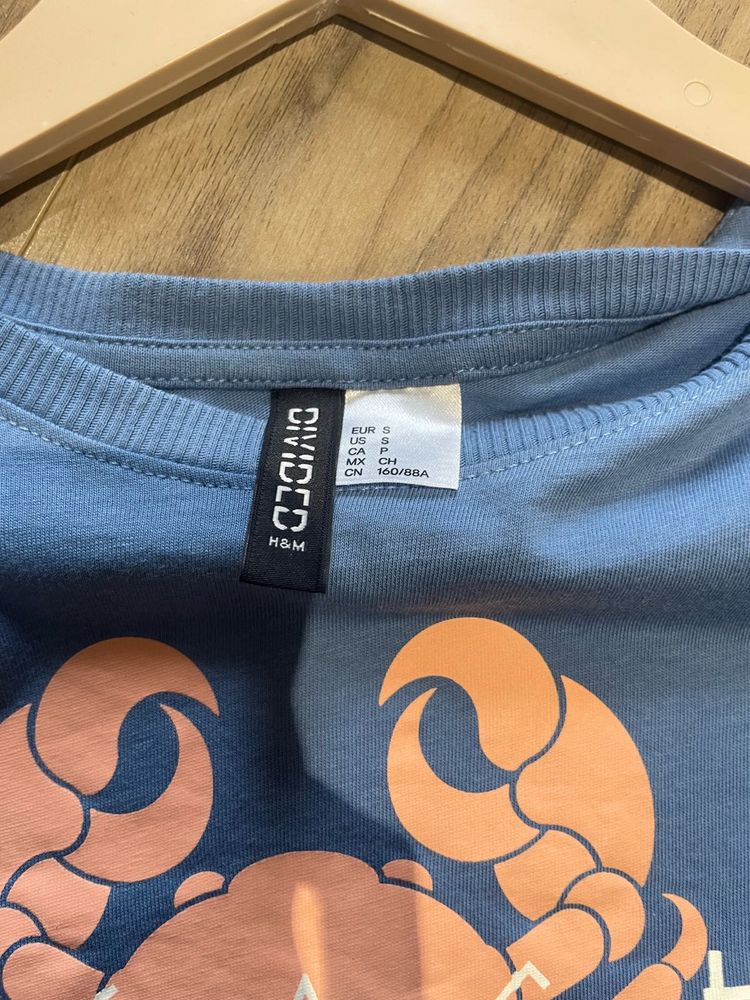 DIVIDED
H&M
EUR S
US S
CA P
MX CH
CN 160/88A